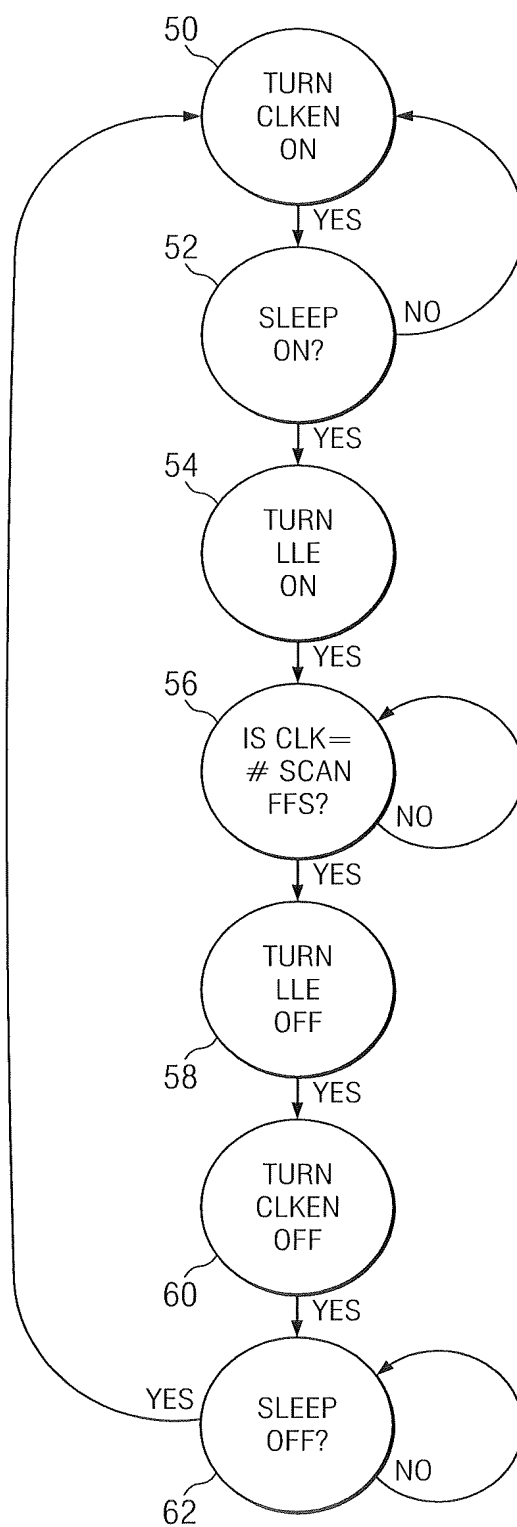 50
TURN
CLKEN
ON
YES
52
SLEEP
ON?
NO
YES
54
TURN
LLE
ON
YES
56
IS CLK=
# SCAN
FFS?
NO
YES
TURN
LLE
OFF
58
YES
TURN
CLKEN
OFF
60
YES
YES
SLEEP
OFF?
NO
62